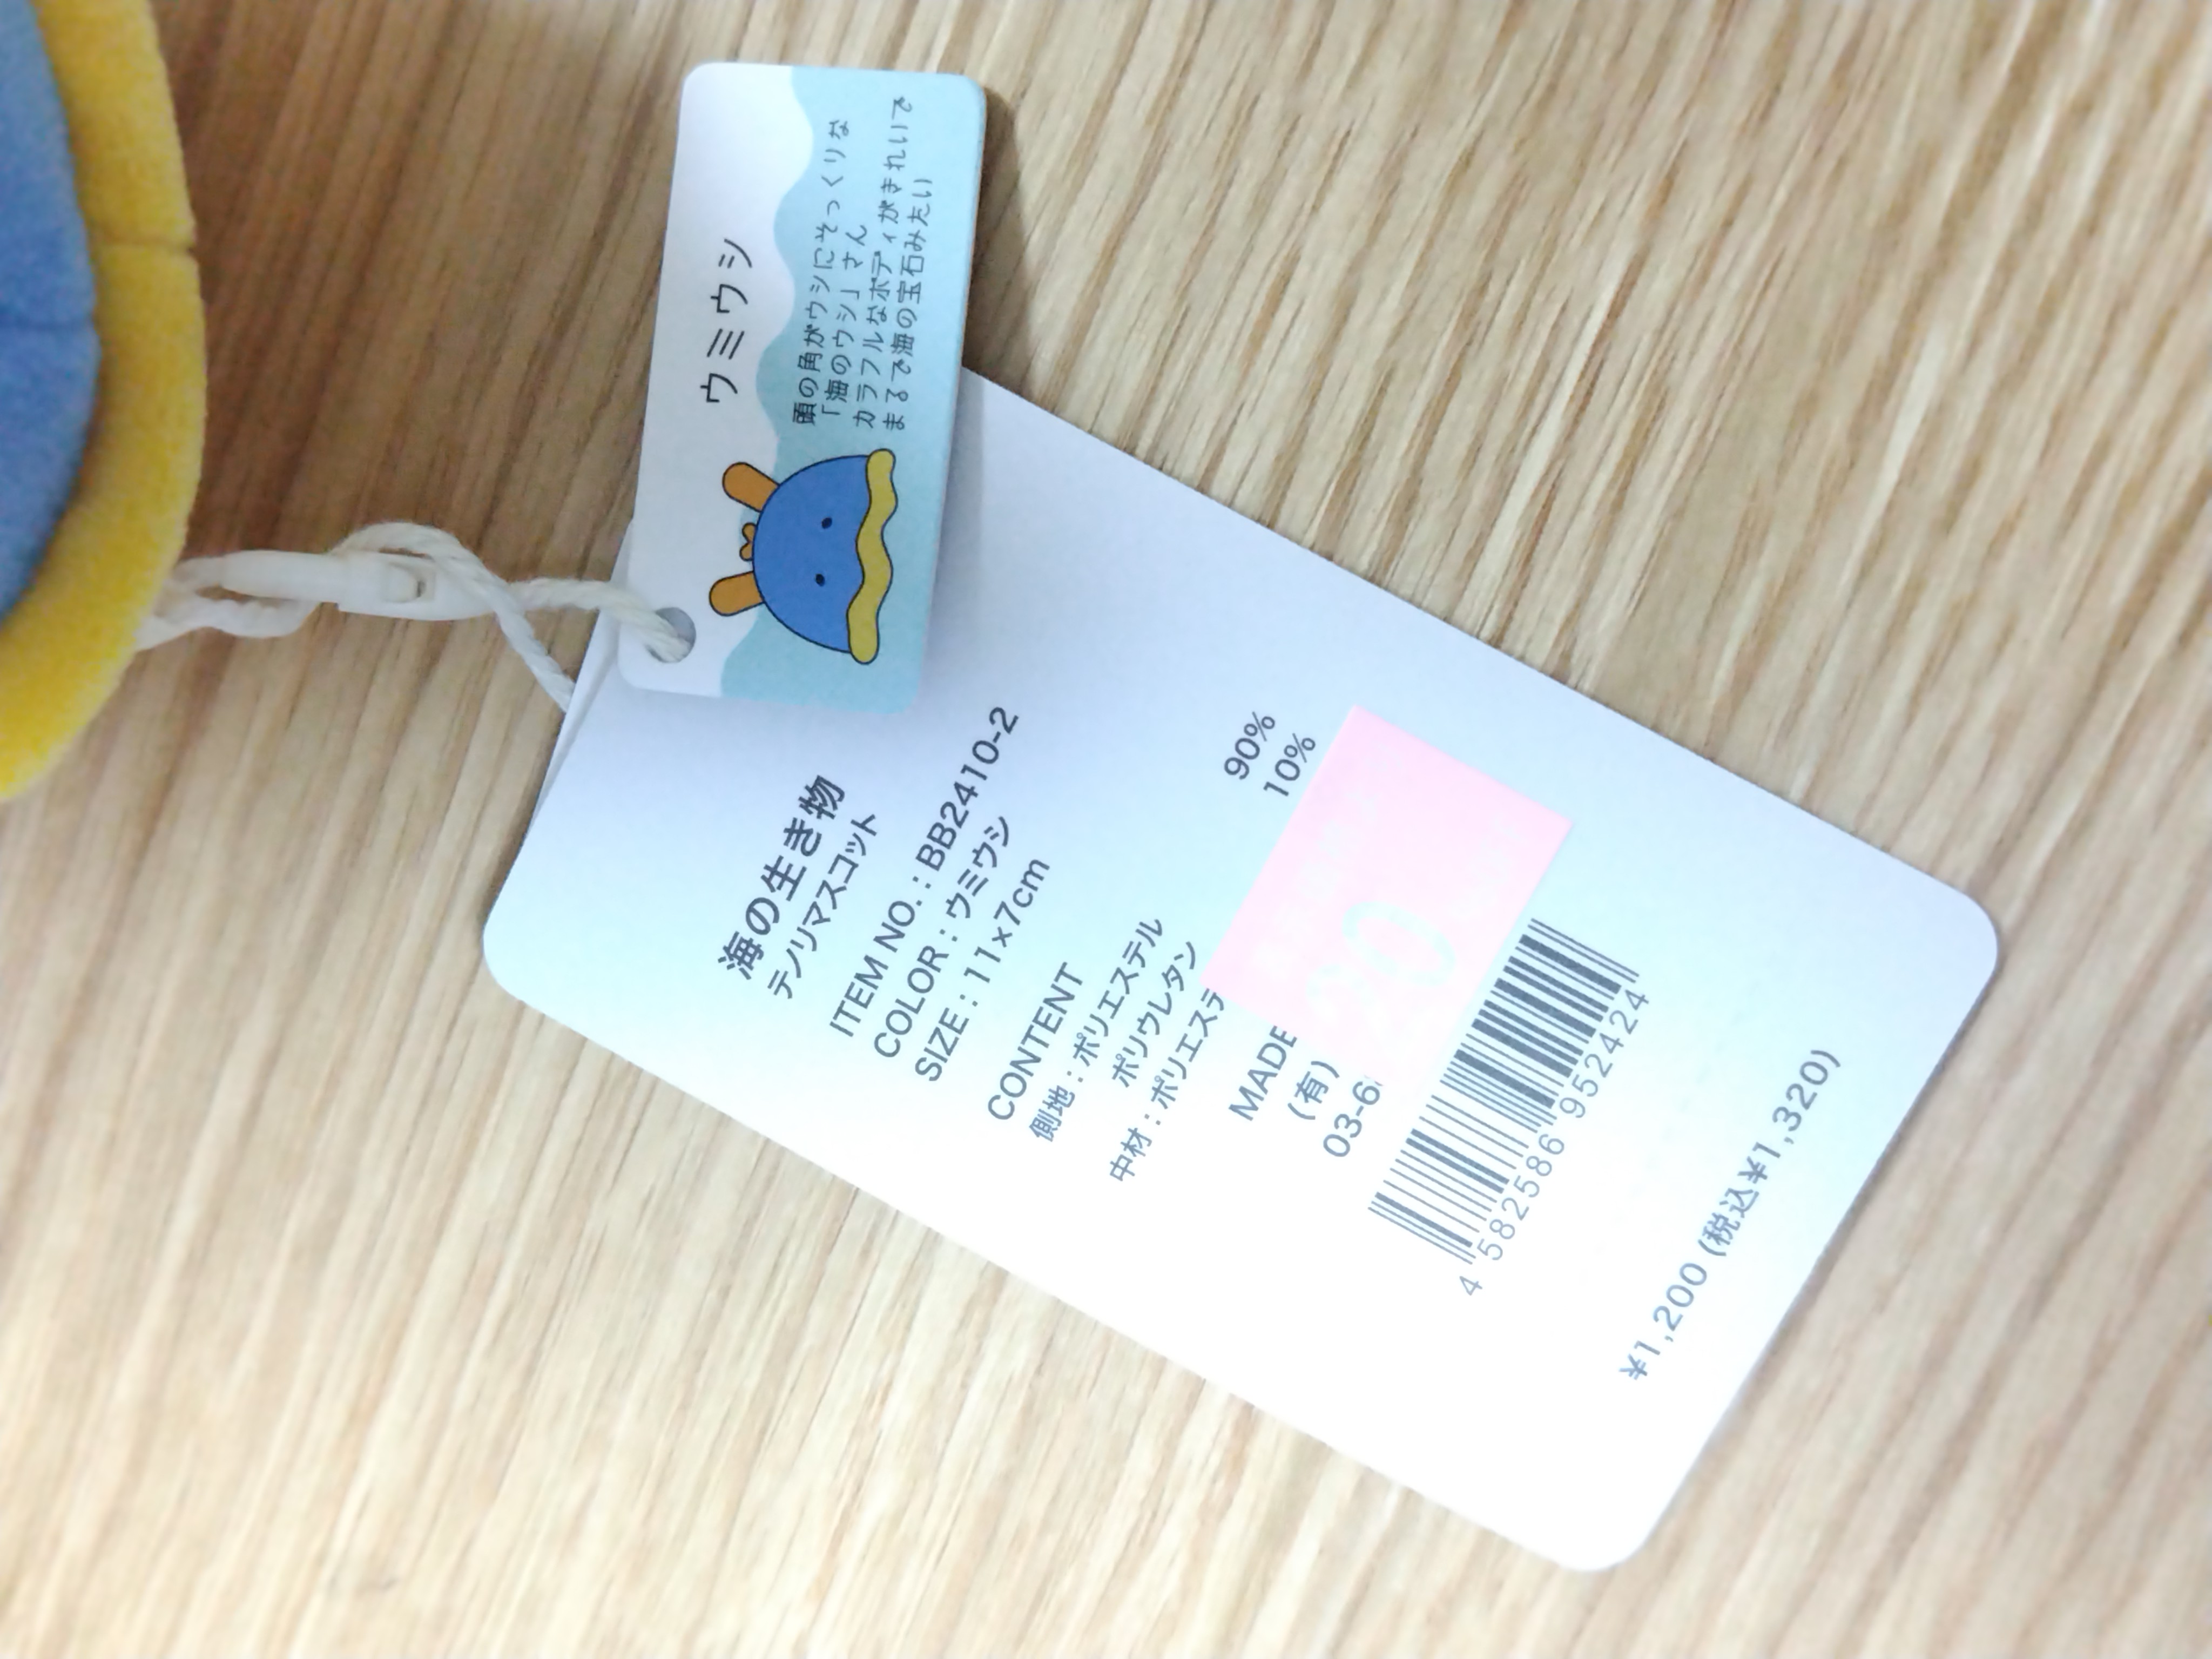 ウミウシ
頭の角がウシにそっくりな
「海のウシ」さん
カラフルなボディがきれいで
まるで海の宝石みたい
海の生き物
テノリマスコット
ITEM NO. : BB2410-2
COLOR : ウミウシ
SIZE : 11×7cm
CONTENT
側地 : ポリエステル 90%
ポリウレタン 10%
中材 : ポリエステ
MADE
(有)
03-6
4 582586 952424
¥1,200 (税込¥1,320)